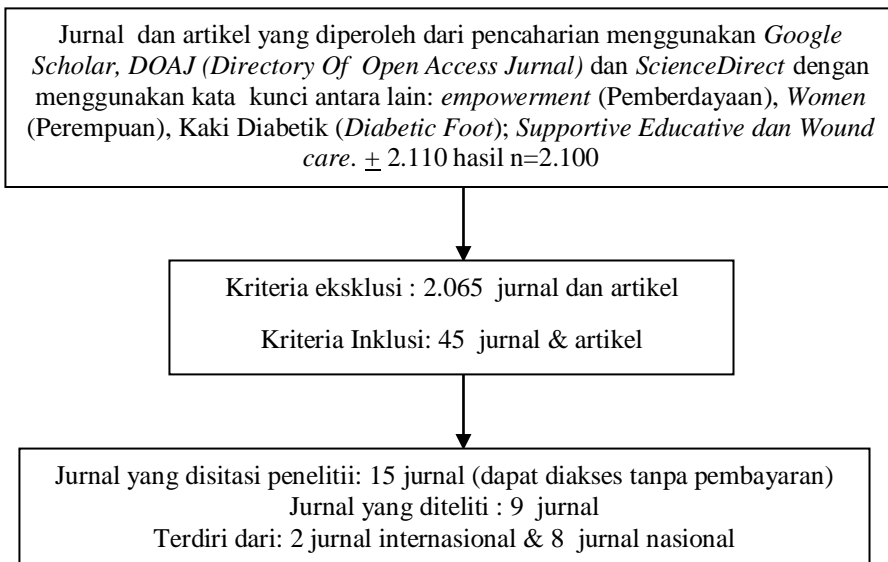 Jurnal dan artikel yang diperoleh dari pencaharian menggunakan Google
Scholar, DOAJ (Directory Of Open Access Jurnal) dan ScienceDirect dengan
menggunakan kata kunci antara lain: empowerment (Pemberdayaan), Women
(Perempuan), Kaki Diabetik (Diabetic Foot); Supportive Educative dan Wound
care. + 2.110 hasil n=2.100
Kriteria eksklusi : 2.065 jurnal dan artikel
Kriteria Inklusi: 45 jurnal & artikel
Jurnal yang disitasi penelitii: 15 jurnal (dapat diakses tanpa pembayaran)
Jurnal yang diteliti : 9 jurnal
Terdiri dari: 2 jurnal internasional & 8 jurnal nasional